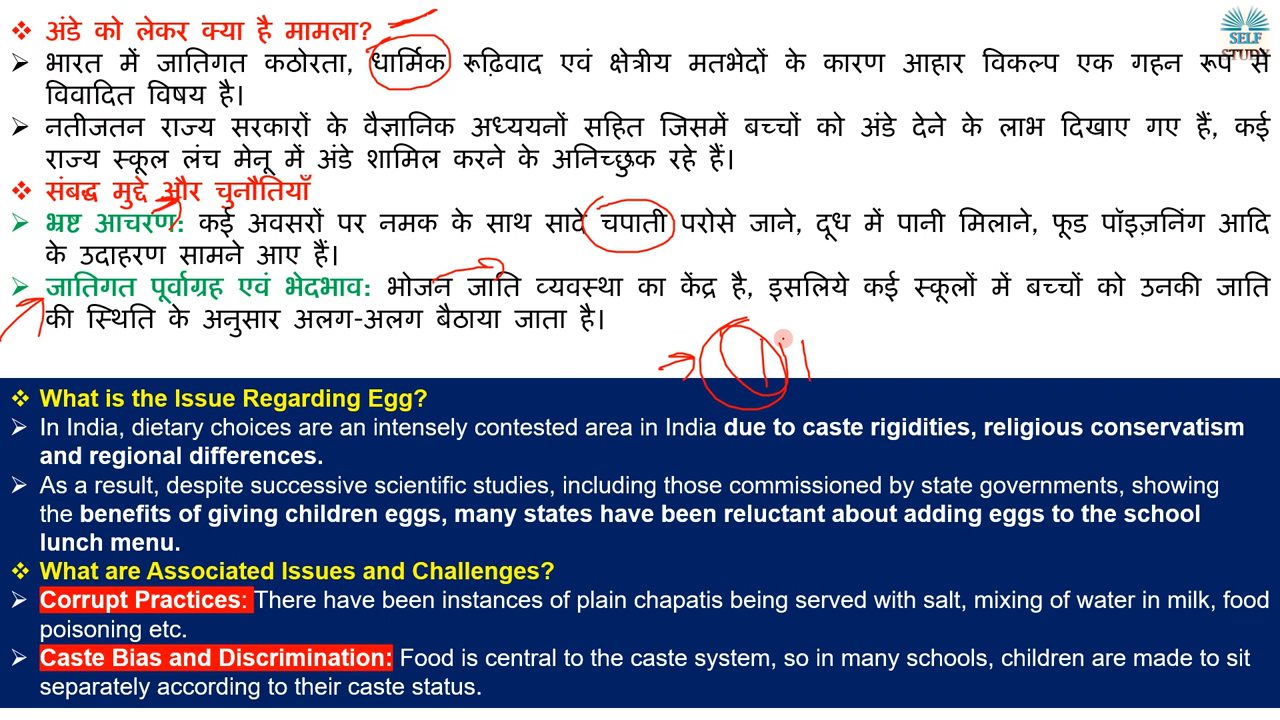 ❖ अंडे को लेकर क्या है मामला?
➢ भारत में जातिगत कठोरता, धार्मिक रूढ़िवाद एवं क्षेत्रीय मतभेदों के कारण आहार विकल्प एक गहन रूप से
विवादित विषय है।
➢ नतीजतन राज्य सरकारों के वैज्ञानिक अध्ययनों सहित जिसमें बच्चों को अंडे देने के लाभ दिखाए गए हैं, कई
राज्य स्कूल लंच मेनू में अंडे शामिल करने के अनिच्छुक रहे हैं।
❖ संबद्ध मुद्दे और चुनौतियाँ
➢ भ्रष्ट आचरण: कई अवसरों पर नमक के साथ सादे चपाती परोसे जाने, दूध में पानी मिलाने, फूड पॉइज़निंग आदि
के उदाहरण सामने आए हैं।
➢ जातिगत पूर्वाग्रह एवं भेदभाव: भोजन जाति व्यवस्था का केंद्र है, इसलिये कई स्कूलों में बच्चों को उनकी जाति
की स्थिति के अनुसार अलग-अलग बैठाया जाता है।
SELF
STUDY
❖ What is the Issue Regarding Egg?
➢ In India, dietary choices are an intensely contested area in India due to caste rigidities, religious conservatism
and regional differences.
➢ As a result, despite successive scientific studies, including those commissioned by state governments, showing
the benefits of giving children eggs, many states have been reluctant about adding eggs to the school
lunch menu.
❖ What are Associated Issues and Challenges?
➢ Corrupt Practices: There have been instances of plain chapatis being served with salt, mixing of water in milk, food
poisoning etc.
➢ Caste Bias and Discrimination: Food is central to the caste system, so in many schools, children are made to sit
separately according to their caste status.